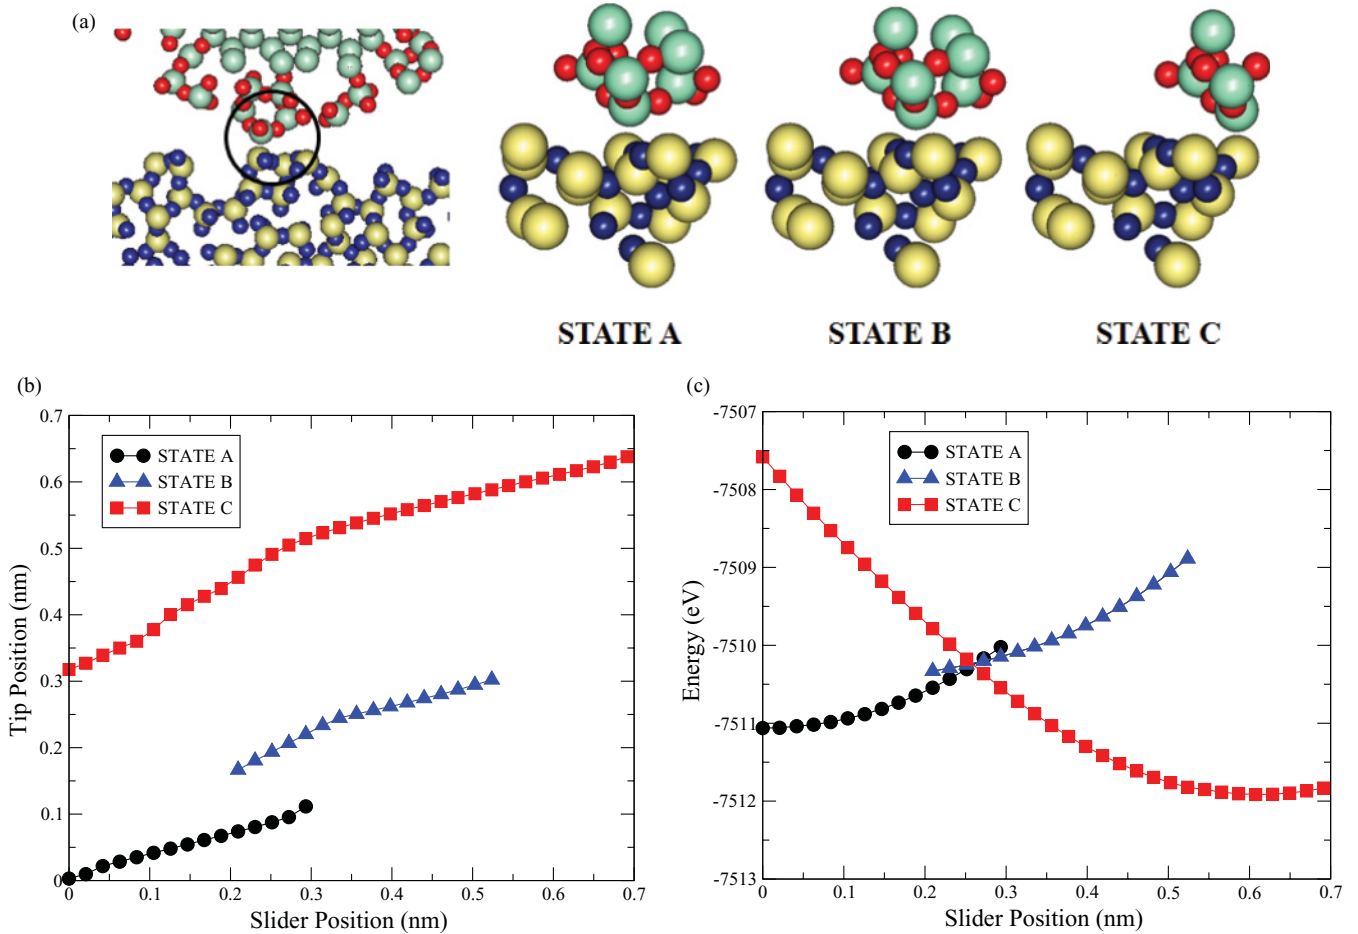 (a)
STATE A
STATE B
STATE C
(b)
0.7
0.6
0.5
0.4
0.3
0.2
0.1
0
Tip Position (nm)
STATE A
STATE B
STATE C
0 0.1 0.2 0.3 0.4 0.5 0.6 0.7
Slider Position (nm)
(c)
-7507
-7508
-7509
-7510
-7511
-7512
-7513
Energy (eV)
STATE A
STATE B
STATE C
0 0.1 0.2 0.3 0.4 0.5 0.6 0.7
Slider Position (nm)